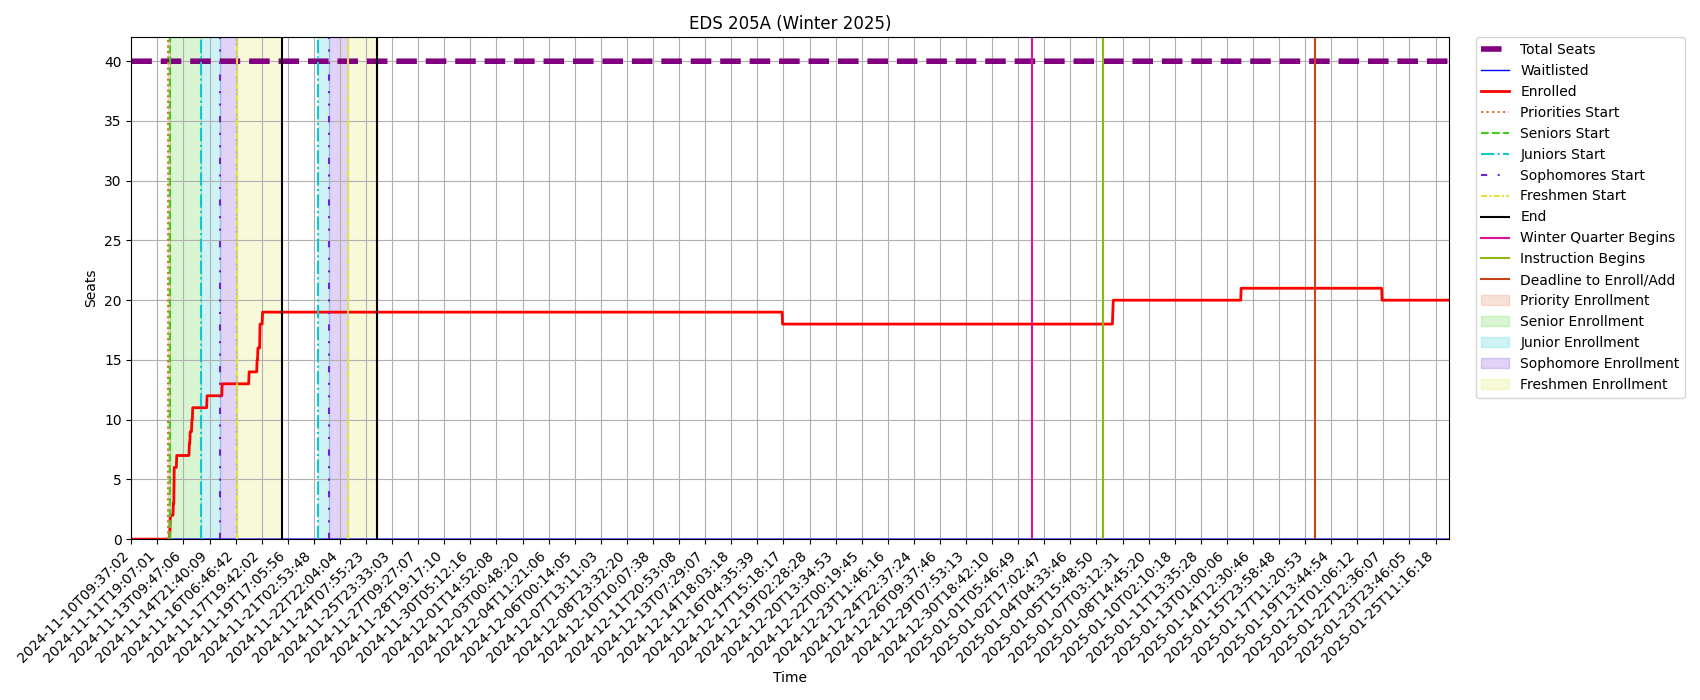 EDS 205A (Winter 2025)
Seats
40
35
30
25
20
15
10
5
0
2024-11-10T09:37:02
2024-11-11T19:07:01
2024-11-13T09:47:06
2024-11-14T21:40:09
2024-11-16T06:46:42
2024-11-17T19:42:02
2024-11-19T17:05:56
2024-11-21T02:53:48
2024-11-22T22:04:04
2024-11-24T07:55:23
2024-11-25T23:33:03
2024-11-27T09:27:07
2024-11-28T19:17:10
2024-11-30T05:12:16
2024-12-01T14:52:08
2024-12-03T00:48:20
2024-12-04T11:21:06
2024-12-06T00:14:05
2024-12-07T13:11:03
2024-12-08T23:32:20
2024-12-10T10:07:38
2024-12-11T20:53:08
2024-12-13T07:29:07
2024-12-14T18:03:18
2024-12-16T04:35:39
2024-12-17T15:18:17
2024-12-19T02:28:28
2024-12-20T13:34:53
2024-12-22T00:19:45
2024-12-23T11:46:16
2024-12-24T22:37:24
2024-12-26T09:37:46
2024-12-29T07:53:13
2024-12-30T18:42:10
2025-01-01T05:46:49
2025-01-02T17:02:47
2025-01-04T04:33:46
2025-01-05T15:48:50
2025-01-07T03:12:31
2025-01-08T14:45:20
2025-01-10T02:10:18
2025-01-11T13:35:28
2025-01-13T01:00:06
2025-01-14T12:30:46
2025-01-15T23:58:48
2025-01-17T11:20:53
2025-01-19T13:44:54
2025-01-21T01:06:12
2025-01-22T12:36:07
2025-01-23T23:46:05
2025-01-25T11:16:18
Time
Total Seats
Waitlisted
Enrolled
Priorities Start
Seniors Start
Juniors Start
Sophomores Start
Freshmen Start
End
Winter Quarter Begins
Instruction Begins
Deadline to Enroll/Add
Priority Enrollment
Senior Enrollment
Junior Enrollment
Sophomore Enrollment
Freshmen Enrollment